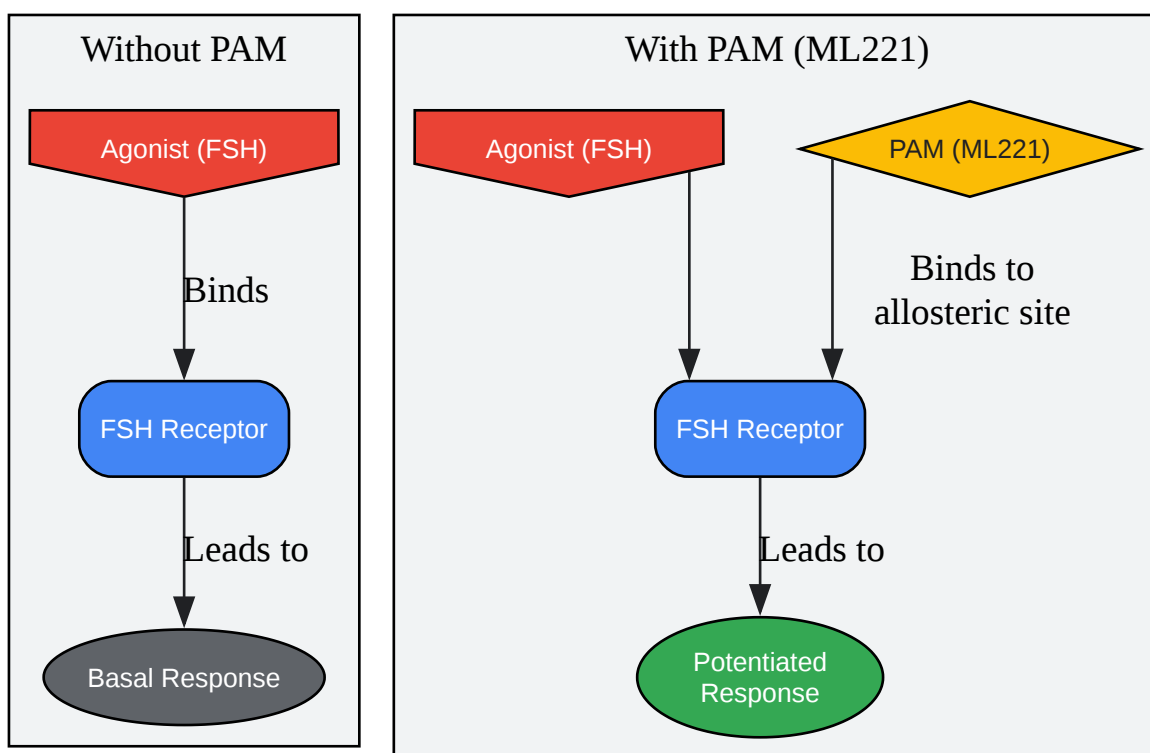 Without PAM
Agonist (FSH)
Binds
FSH Receptor
Leads to
Basal Response
With PAM (ML221)
Agonist (FSH)
PAM (ML221)
Binds to
allosteric site
FSH Receptor
Leads to
Potentiated
Response